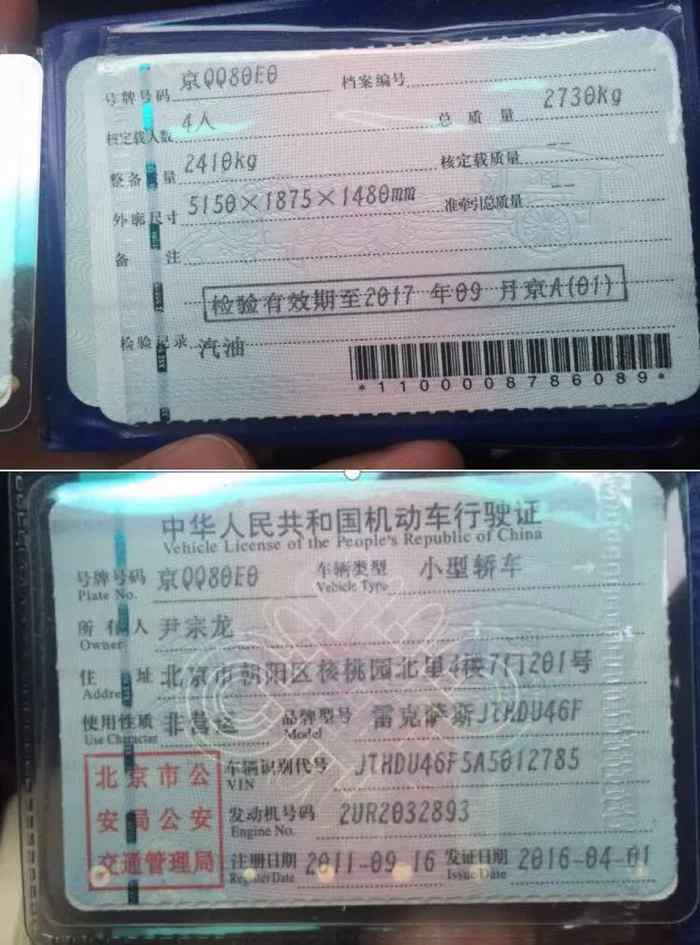 号牌号码 京QQ80E0 档案编号
核定载人数 4人 总质量 2730kg
整备质量 2410kg 核定载质量 --
外廓尺寸 5150×1875×1480mm 准牵引总质量 --
备注
检验有效期至2017年09月京A(01)
检验记录 汽油
*1100008786089*
中华人民共和国机动车行驶证
Vehicle License of the People's Republic of China
号牌号码 京QQ80E0 车辆类型 小型轿车
Plate No. Vehicle Type
所有人 尹宗龙
Owner
住址 北京市朝阳区核桃园北里4楼7门201号
Address
使用性质 非营运 品牌型号 雷克萨斯JTHDU46F
Use Character Model
北京市公
安局公安
交通管理局
车辆识别代号 JTHDU46F5A5012785
VIN
发动机号码 2UR2032893
Engine No.
注册日期 2011-09-16 发证日期 2016-04-01
Register Date Issue Date